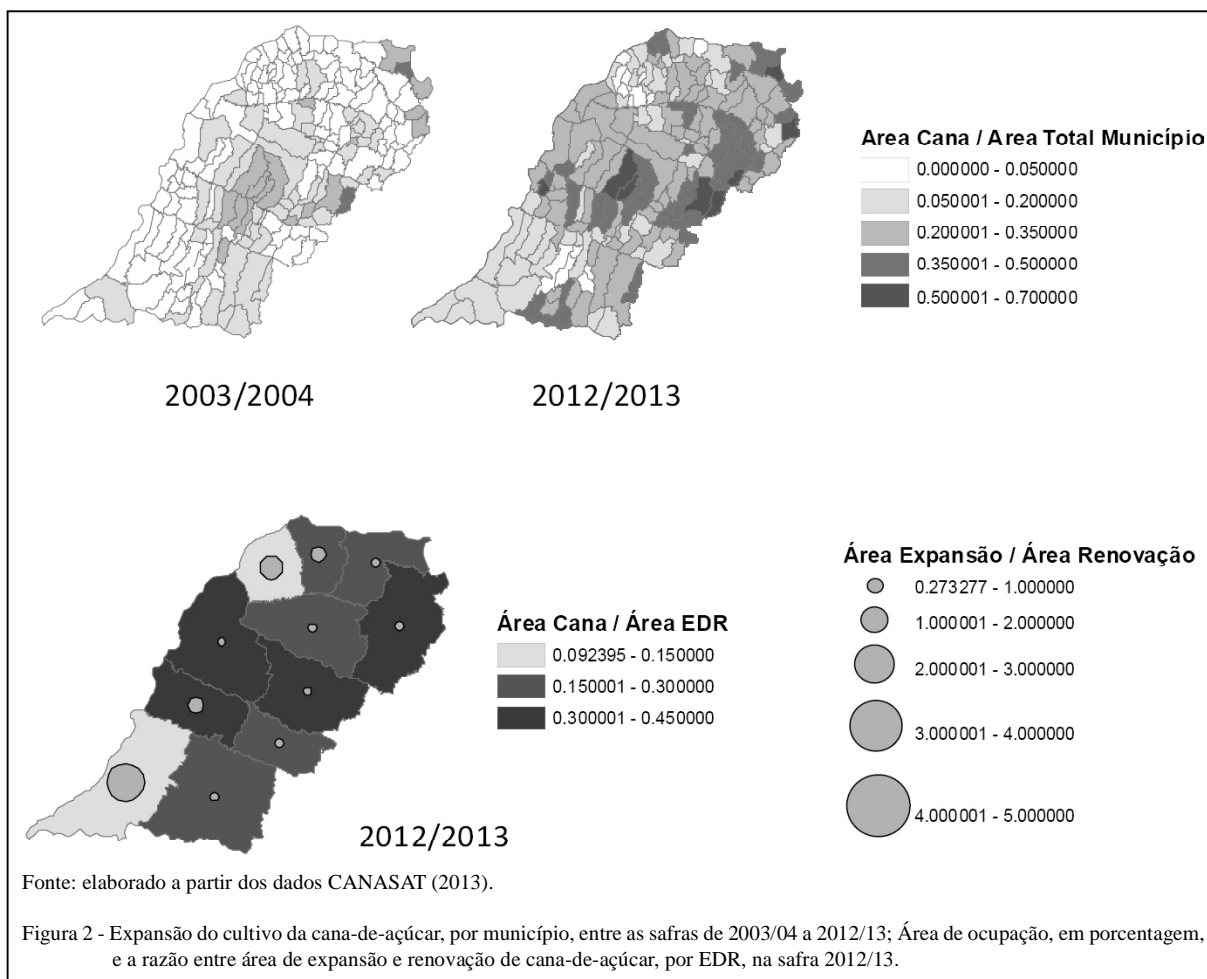 Area Cana / Area Total Município
0.000000 - 0.050000
0.050001 - 0.200000
0.200001 - 0.350000
0.350001 - 0.500000
0.500001 - 0.700000
2003/2004
2012/2013
Área Cana / Área EDR
0.092395 - 0.150000
0.150001 - 0.300000
0.300001 - 0.450000
2012/2013
Área Expansão / Área Renovação
0.273277 - 1.000000
1.000001 - 2.000000
2.000001 - 3.000000
3.000001 - 4.000000
4.000001 - 5.000000
Fonte: elaborado a partir dos dados CANASAT (2013).
Figura 2 - Expansão do cultivo da cana-de-açúcar, por município, entre as safras de 2003/04 a 2012/13; Área de ocupação, em porcentagem,
e a razão entre área de expansão e renovação de cana-de-açúcar, por EDR, na safra 2012/13.